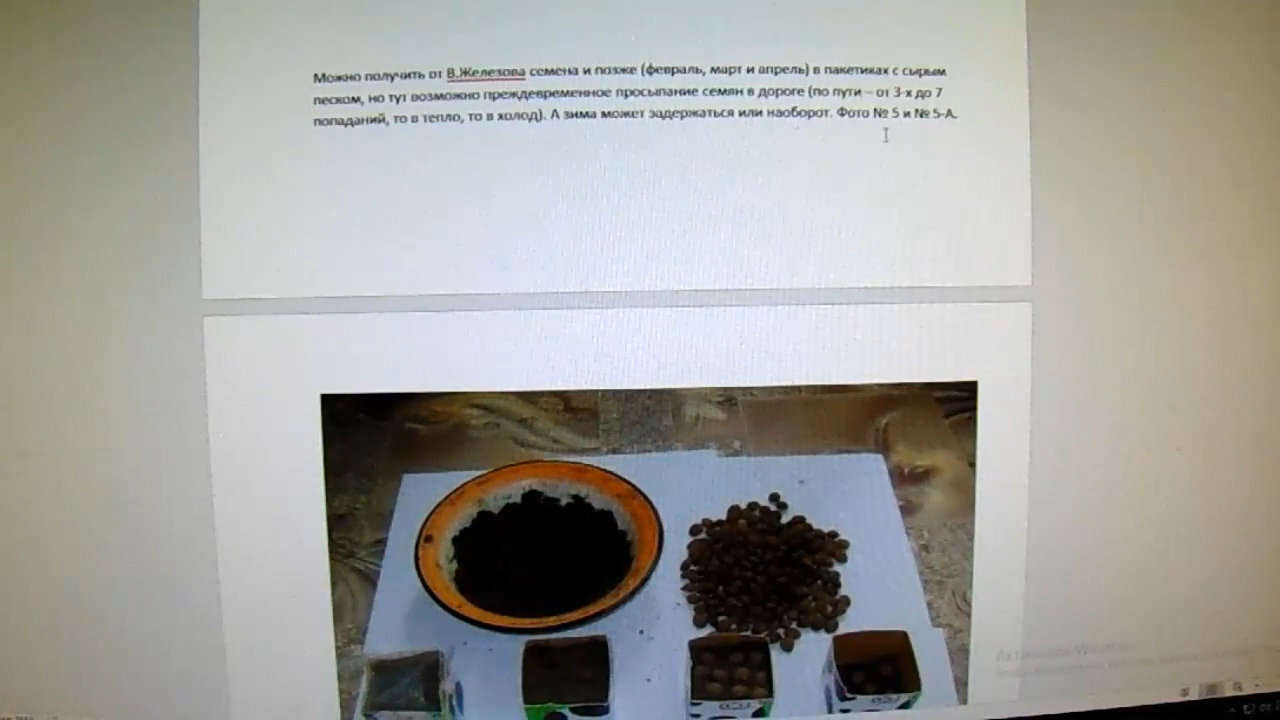 Можно получить от В.Железова семена и позже (февраль, март и апрель) в пакетиках с сырым
песком, но тут возможно преждевременное просыпание семян в дороге (по пути – от 3-х до 7
попаданий, то в тепло, то в холод). А зима может задержаться или наоборот. Фото № 5 и № 5-А.
Активация Windows